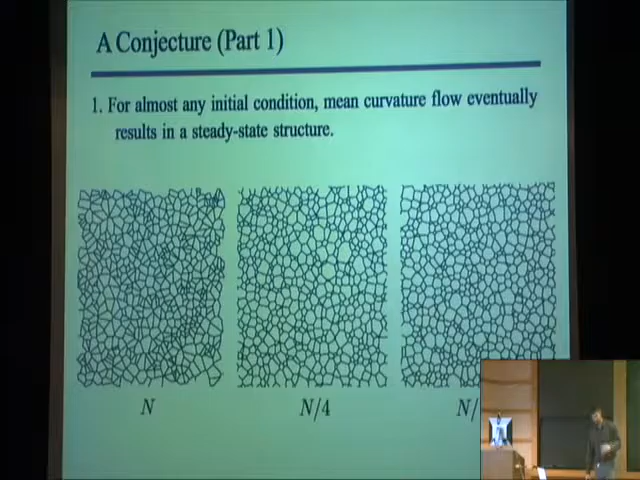 A Conjecture (Part 1)
1. For almost any initial condition, mean curvature flow eventually
results in a steady-state structure.
N
N/4
N/